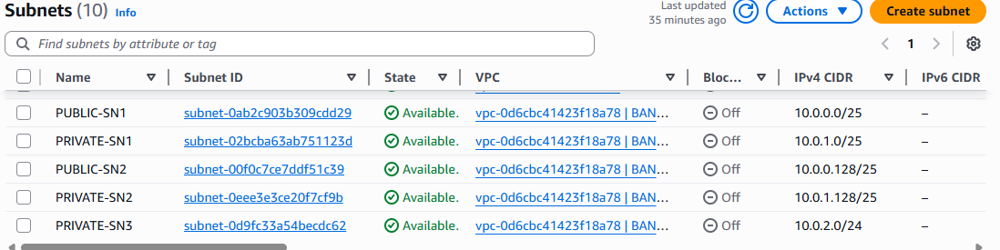 Subnets (10) Info
Last updated
35 minutes ago
Actions
Create subnet
Find subnets by attribute or tag
1
Name Subnet ID State VPC Bloc... IPv4 CIDR IPv6 CIDR
PUBLIC-SN1 subnet-0ab2c903b309cdd29 Available. vpc-0d6cbc41423f18a78 | BAN... Off 10.0.0.0/25 –
PRIVATE-SN1 subnet-02bcba63ab751123d Available. vpc-0d6cbc41423f18a78 | BAN... Off 10.0.1.0/25 –
PUBLIC-SN2 subnet-00f0c7ce7ddf51c39 Available. vpc-0d6cbc41423f18a78 | BAN... Off 10.0.0.128/25 –
PRIVATE-SN2 subnet-0eee3e3ce20f7cf9b Available. vpc-0d6cbc41423f18a78 | BAN... Off 10.0.1.128/25 –
PRIVATE-SN3 subnet-0d9fc33a54becdc62 Available. vpc-0d6cbc41423f18a78 | BAN... Off 10.0.2.0/24 –